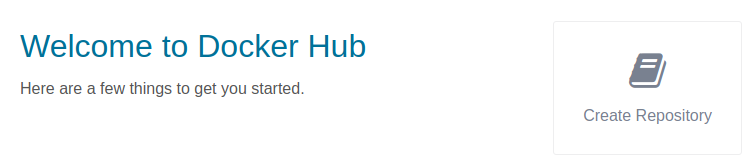 Welcome to Docker Hub
Here are a few things to get you started.
Create Repository